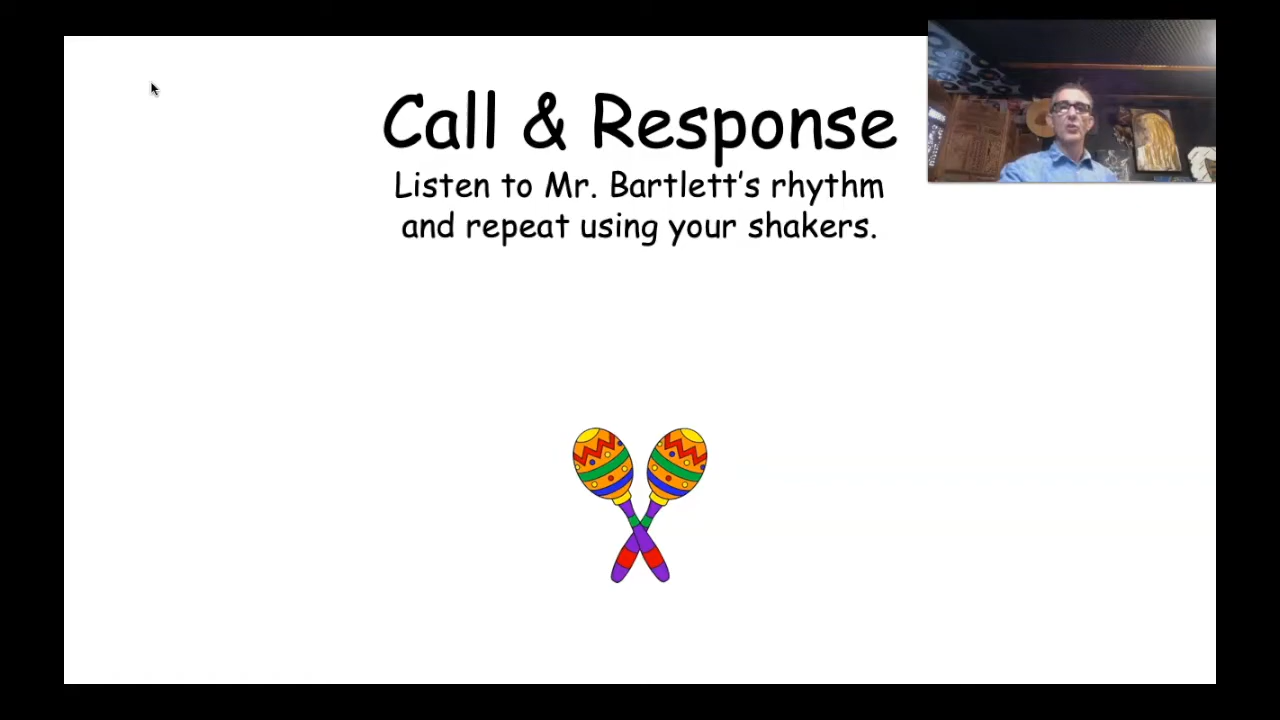 Call & Response
Listen to Mr. Bartlett’s rhythm
and repeat using your shakers.